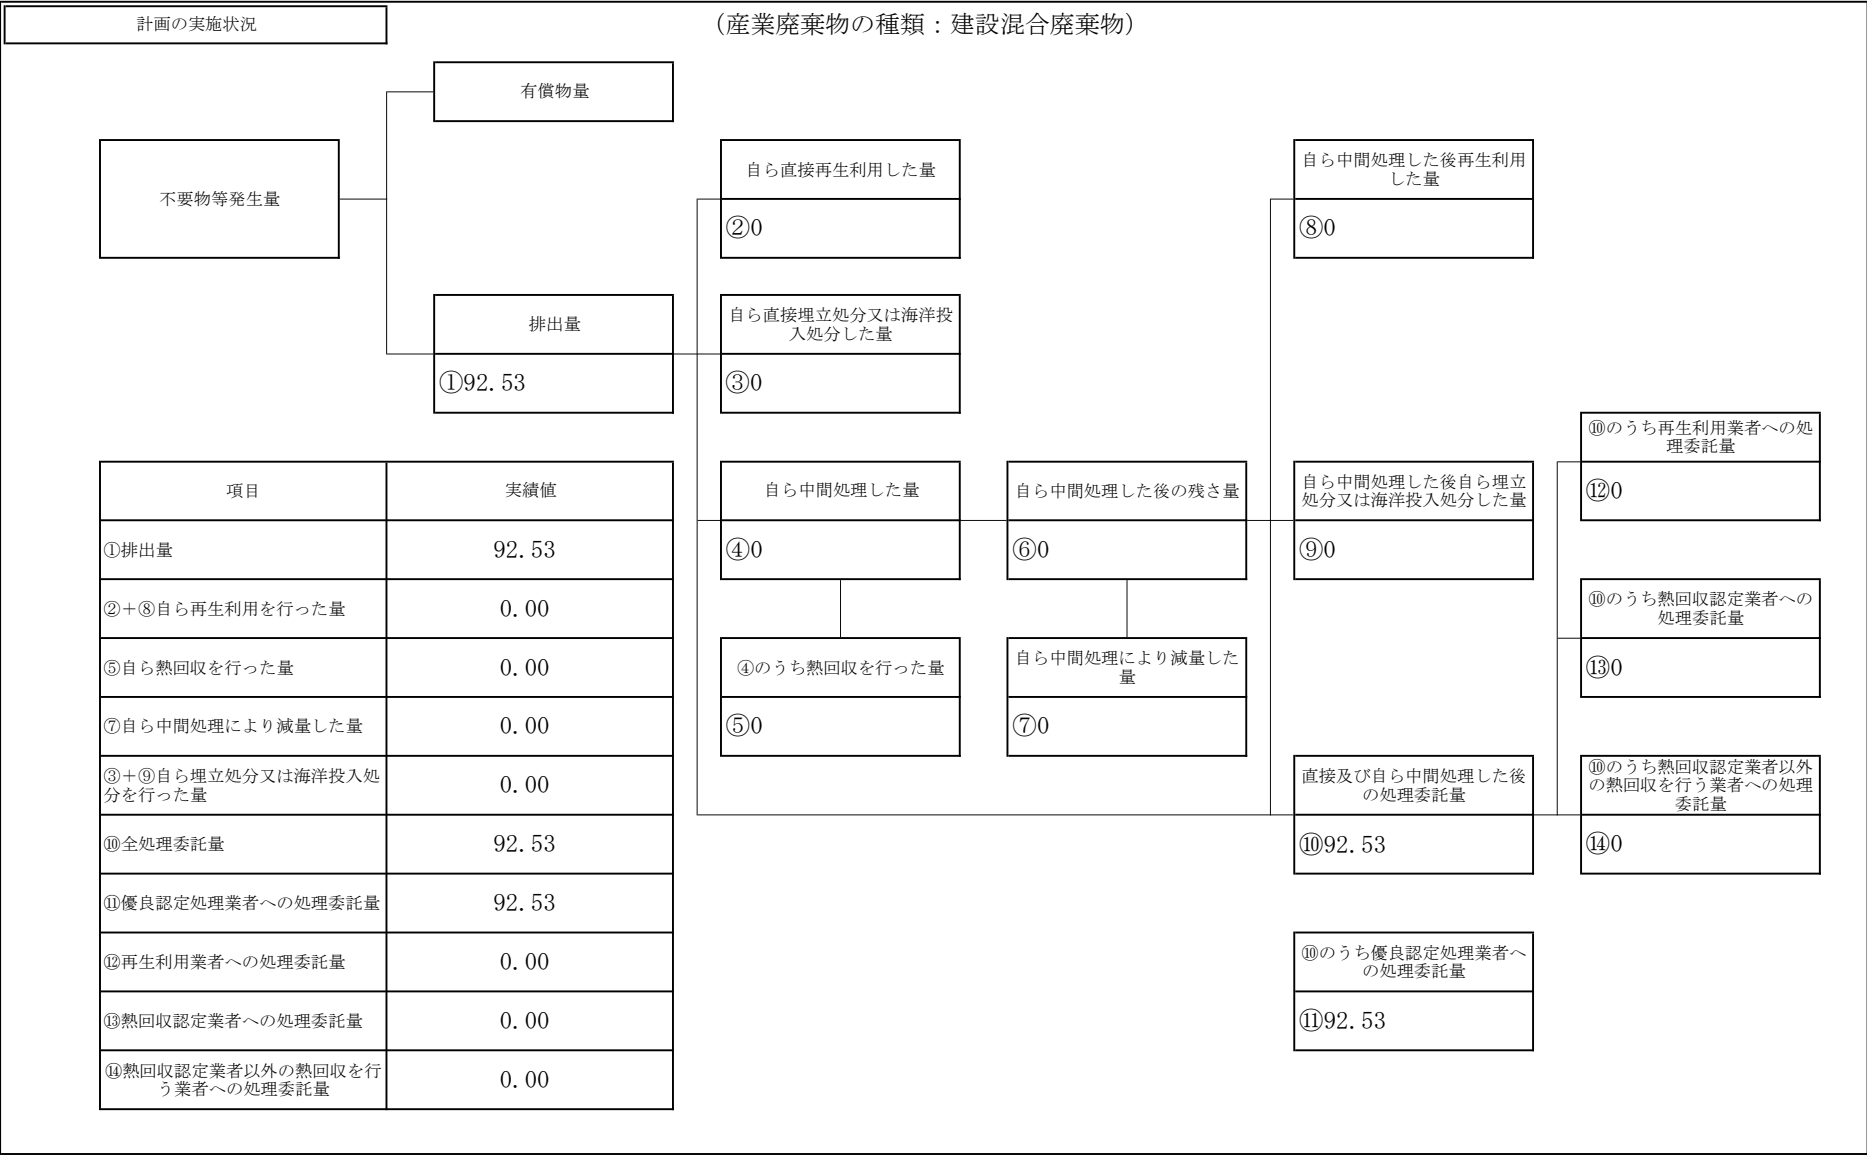 計画の実施状況
（産業廃棄物の種類：建設混合廃棄物）
有償物量
不要物等発生量
自ら直接再生利用した量
②0
自ら中間処理した後再生利用
した量
⑧0
排出量
①92.53
自ら直接埋立処分又は海洋投
入処分した量
③0
項目
実績値
①排出量
92.53
②＋⑧自ら再生利用を行った量
0.00
⑤自ら熱回収を行った量
0.00
⑦自ら中間処理により減量した量
0.00
③＋⑨自ら埋立処分又は海洋投入処
分を行った量
0.00
⑩全処理委託量
92.53
⑪優良認定処理業者への処理委託量
92.53
⑫再生利用業者への処理委託量
0.00
⑬熱回収認定業者への処理委託量
0.00
⑭熱回収認定業者以外の熱回収を行
う業者への処理委託量
0.00
自ら中間処理した量
④0
④のうち熱回収を行った量
⑤0
自ら中間処理した後の残さ量
⑥0
自ら中間処理により減量した
量
⑦0
自ら中間処理した後自ら埋立
処分又は海洋投入処分した量
⑨0
直接及び自ら中間処理した後
の処理委託量
⑩92.53
⑩のうち優良認定処理業者へ
の処理委託量
⑪92.53
⑩のうち再生利用業者への処
理委託量
⑫0
⑩のうち熱回収認定業者への
処理委託量
⑬0
⑩のうち熱回収認定業者以外
の熱回収を行う業者への処理
委託量
⑭0